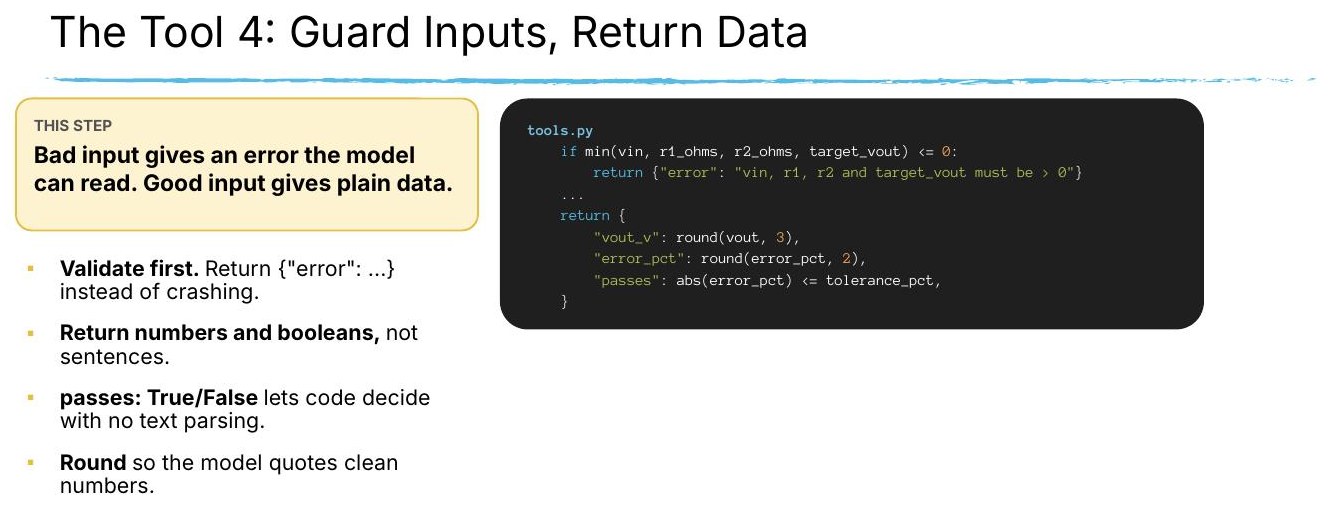 The Tool 4: Guard Inputs, Return Data
THIS STEP
Bad input gives an error the model
can read. Good input gives plain data.
▪ Validate first. Return {"error": ...}
instead of crashing.
▪ Return numbers and booleans, not
sentences.
▪ passes: True/False lets code decide
with no text parsing.
▪ Round so the model quotes clean
numbers.
tools.py
    if min(vin, r1_ohms, r2_ohms, target_vout) <= 0:
        return {"error": "vin, r1, r2 and target_vout must be > 0"}
    ...
    return {
        "vout_v": round(vout, 3),
        "error_pct": round(error_pct, 2),
        "passes": abs(error_pct) <= tolerance_pct,
    }